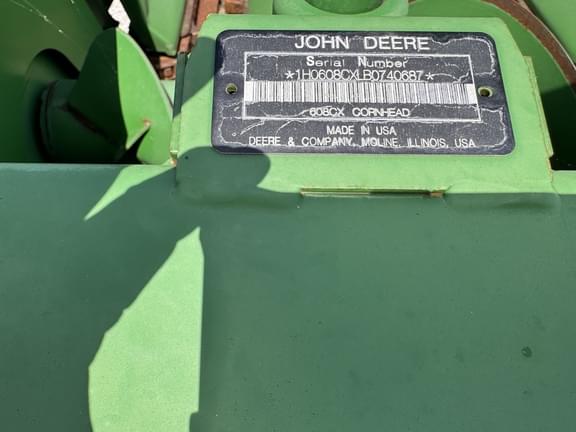 JOHN DEERE
Serial Number
*1H0608CXLB0740687*
608CX CORNHEAD
MADE IN USA
DEERE & COMPANY, MOLINE, ILLINOIS, USA